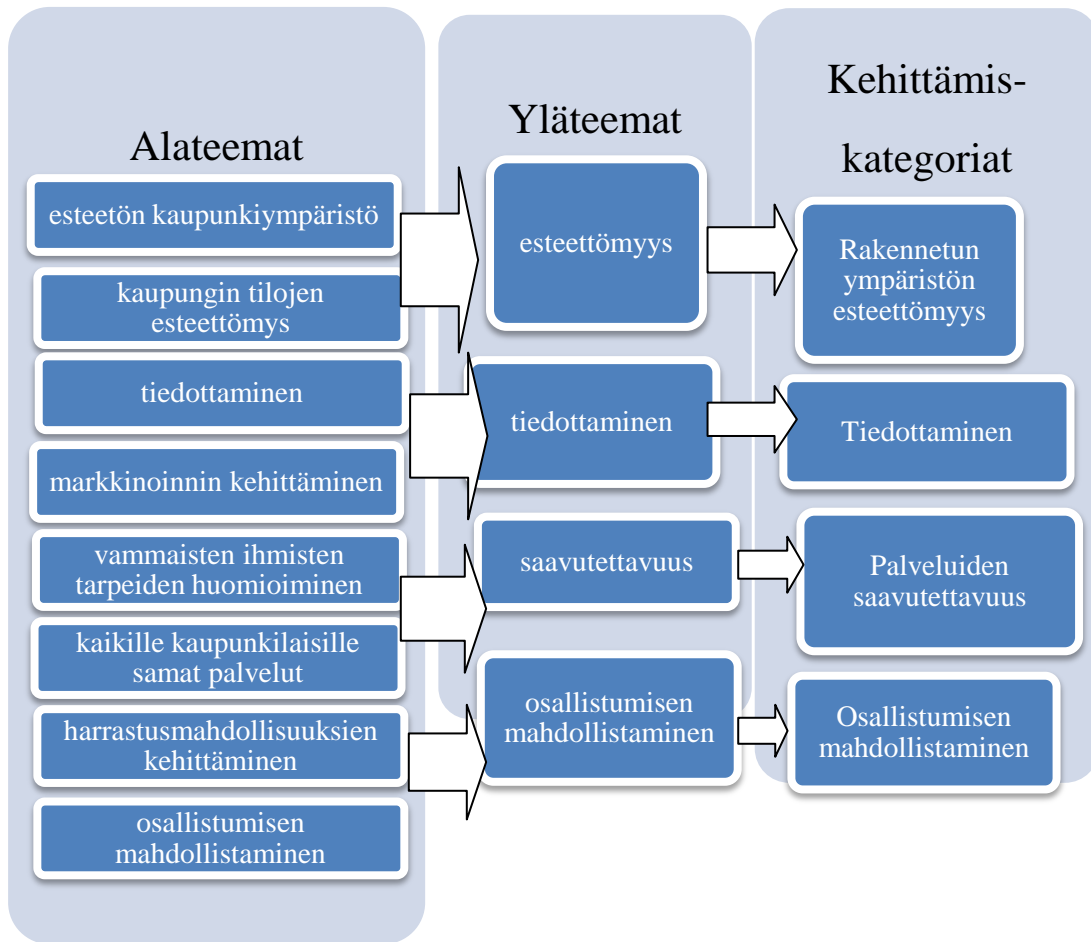 Alateemat
esteetön kaupunkiympäristö
kaupungin tilojen
esteettömys
tiedottaminen
markkinoinnin kehittäminen
vammaisten ihmisten
tarpeiden huomioiminen
kaikille kaupunkilaisille
samat palvelut
harrastusmahdollisuuksien
kehittäminen
osallistumisen
mahdollistaminen
Yläteemat
esteettömyys
tiedottaminen
saavutettavuus
osallistumisen
mahdollistaminen
Kehittämis-
kategoriat
Rakennetun
ympäristön
esteettömyys
Tiedottaminen
Palveluiden
saavutettavuus
Osallistumisen
mahdollistaminen